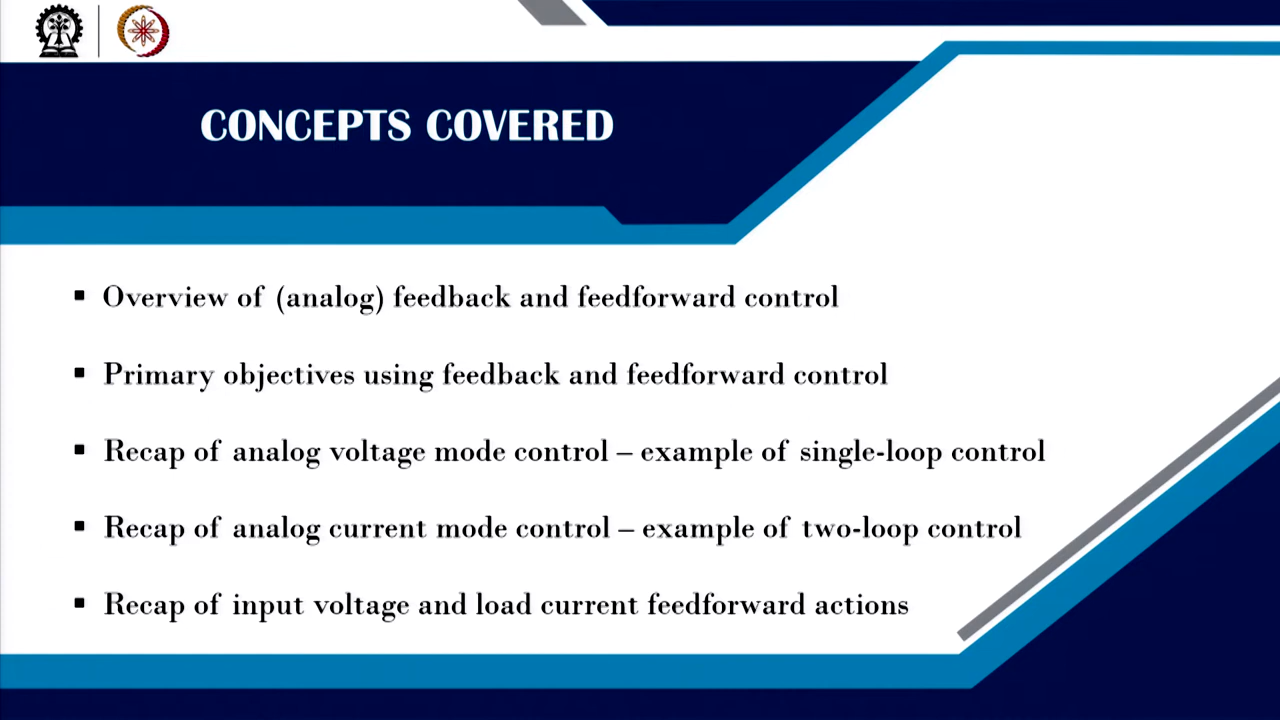 CONCEPTS COVERED
▪ Overview of (analog) feedback and feedforward control
▪ Primary objectives using feedback and feedforward control
▪ Recap of analog voltage mode control – example of single-loop control
▪ Recap of analog current mode control – example of two-loop control
▪ Recap of input voltage and load current feedforward actions